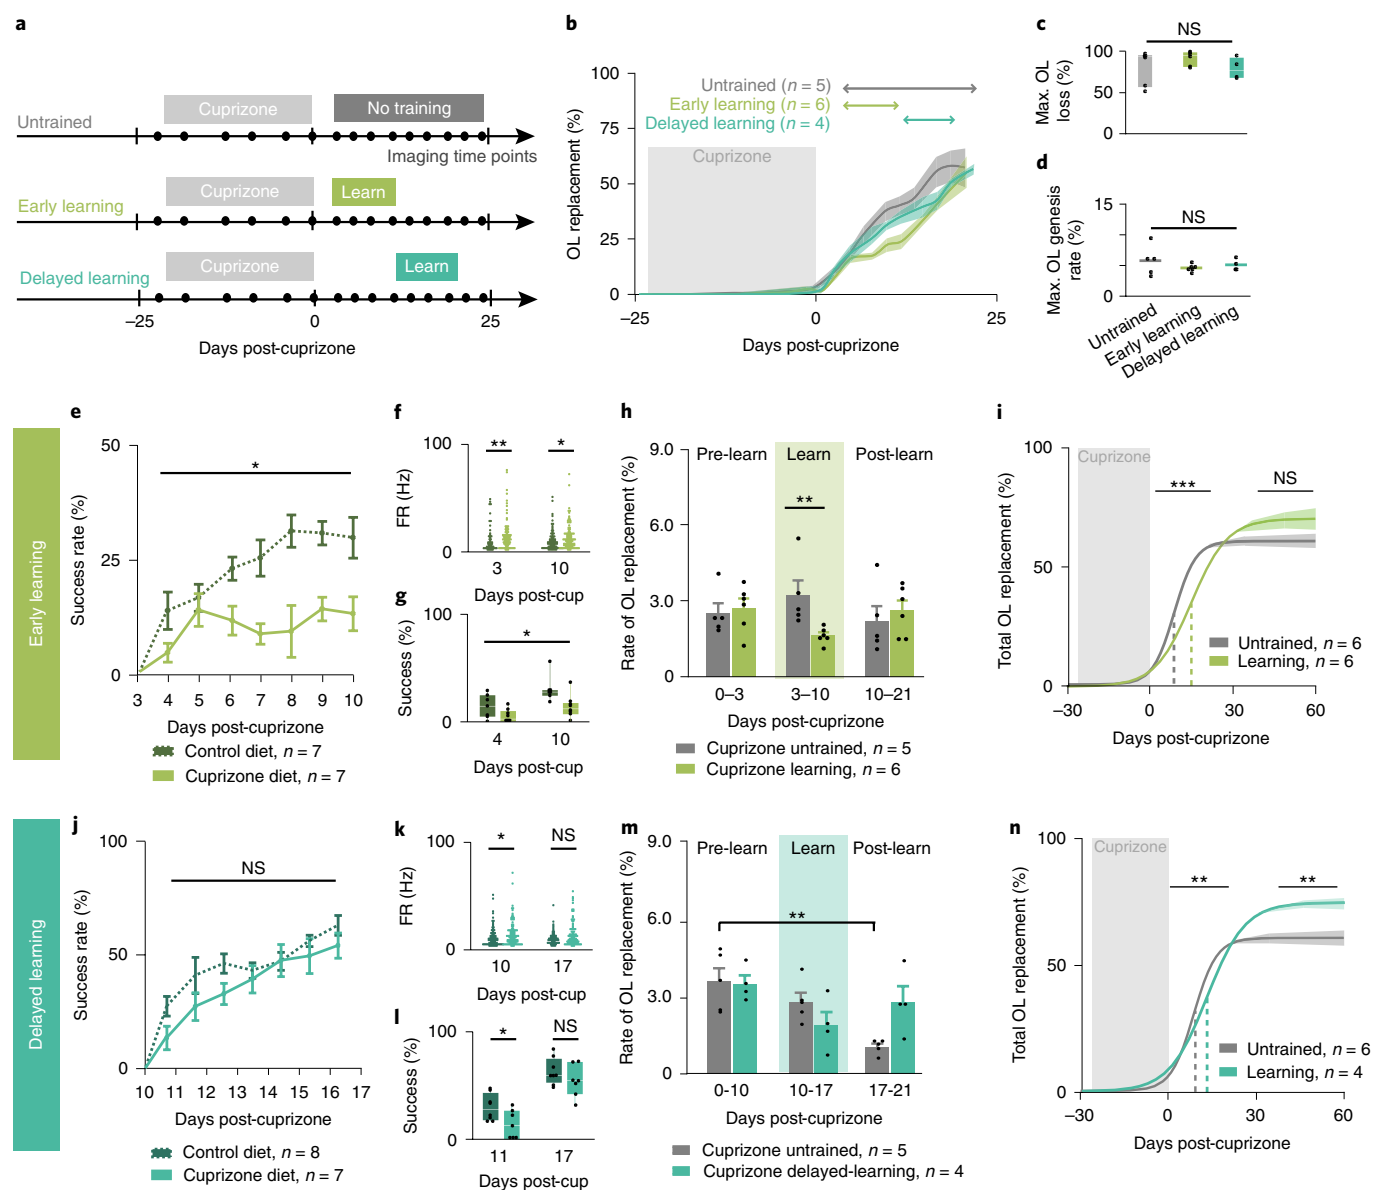 a
Untrained
Cuprizone
No training
Imaging time points
Early learning
Cuprizone
Learn
Delayed learning
Cuprizone
Learn
–25
0
25
Days post-cuprizone
b
OL replacement (%)
100
75
50
25
0
Untrained (n = 5)
Early learning (n = 6)
Delayed learning (n = 4)
Cuprizone
–25
0
25
Days post-cuprizone
c
Max. OL
loss (%)
100
50
0
NS
d
Max. OL genesis
rate (%)
15
0
NS
Untrained
Early learning
Delayed learning
Early learning
e
Success rate (%)
50
25
0
*
3 4 5 6 7 8 9 10
Days post-cuprizone
Control diet, n = 7
Cuprizone diet, n = 7
f
FR (Hz)
100
0
** *
3 10
Days post-cup
g
Success (%)
100
0
*
4 10
Days post-cup
h
Rate of OL replacement (%)
9.0
6.0
3.0
0
Pre-learn Learn Post-learn
**
0–3 3–10 10–21
Days post-cuprizone
Cuprizone untrained, n = 5
Cuprizone learning, n = 6
i
Total OL replacement (%)
100
50
0
Cuprizone
*** NS
Untrained, n = 6
Learning, n = 6
–30 0 30 60
Days post-cuprizone
Delayed learning
j
Success rate (%)
100
50
0
NS
10 11 12 13 14 15 16 17
Days post-cuprizone
Control diet, n = 8
Cuprizone diet, n = 7
k
FR (Hz)
100
0
* NS
10 17
Days post-cup
l
Success (%)
100
0
* NS
11 17
Days post-cup
m
Rate of OL replacement (%)
9.0
6.0
3.0
0
Pre-learn Learn Post-learn
**
0-10 10-17 17-21
Days post-cuprizone
Cuprizone untrained, n = 5
Cuprizone delayed-learning, n = 4
n
Total OL replacement (%)
100
50
0
Cuprizone
** **
Untrained, n = 6
Learning, n = 4
–30 0 30 60
Days post-cuprizone